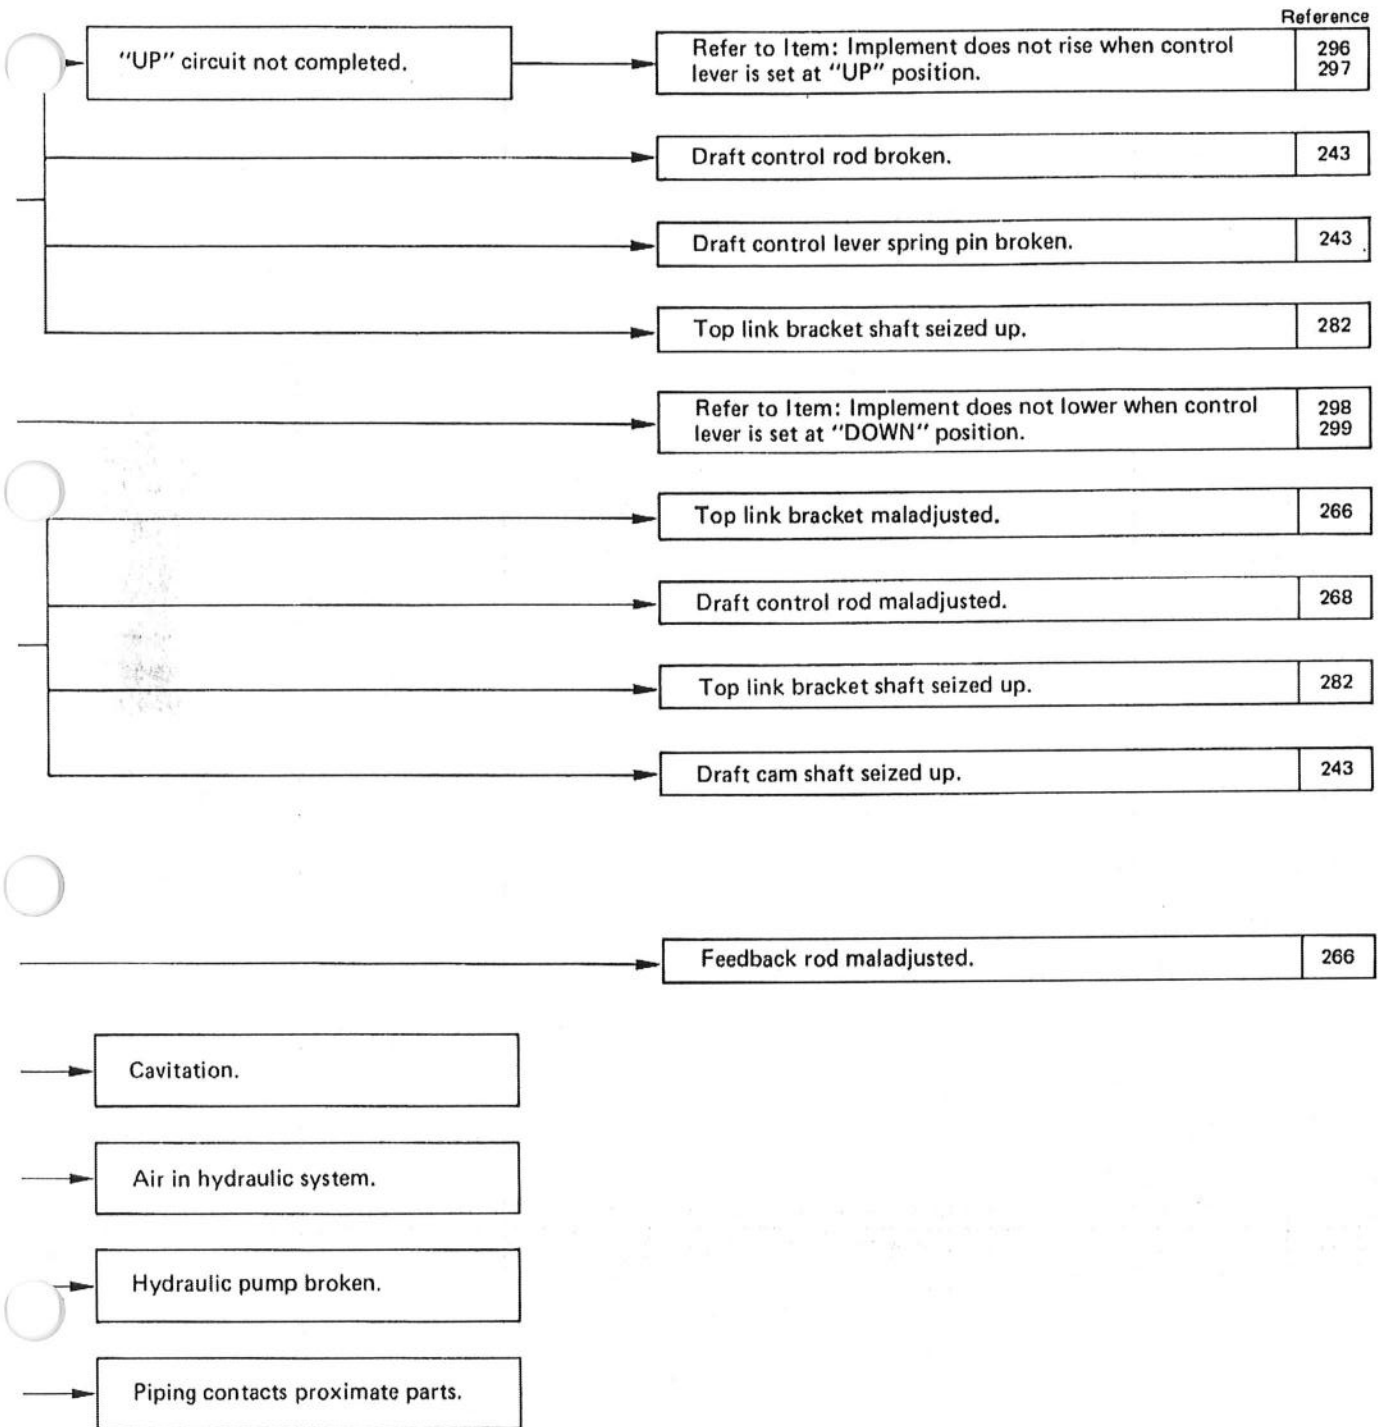 Reference
"UP" circuit not completed.
Refer to Item: Implement does not rise when control
lever is set at "UP" position.
296
297
Draft control rod broken.
243
Draft control lever spring pin broken.
243
Top link bracket shaft seized up.
282
Refer to Item: Implement does not lower when control
lever is set at "DOWN" position.
298
299
Top link bracket maladjusted.
266
Draft control rod maladjusted.
268
Top link bracket shaft seized up.
282
Draft cam shaft seized up.
243
Feedback rod maladjusted.
266
Cavitation.
Air in hydraulic system.
Hydraulic pump broken.
Piping contacts proximate parts.